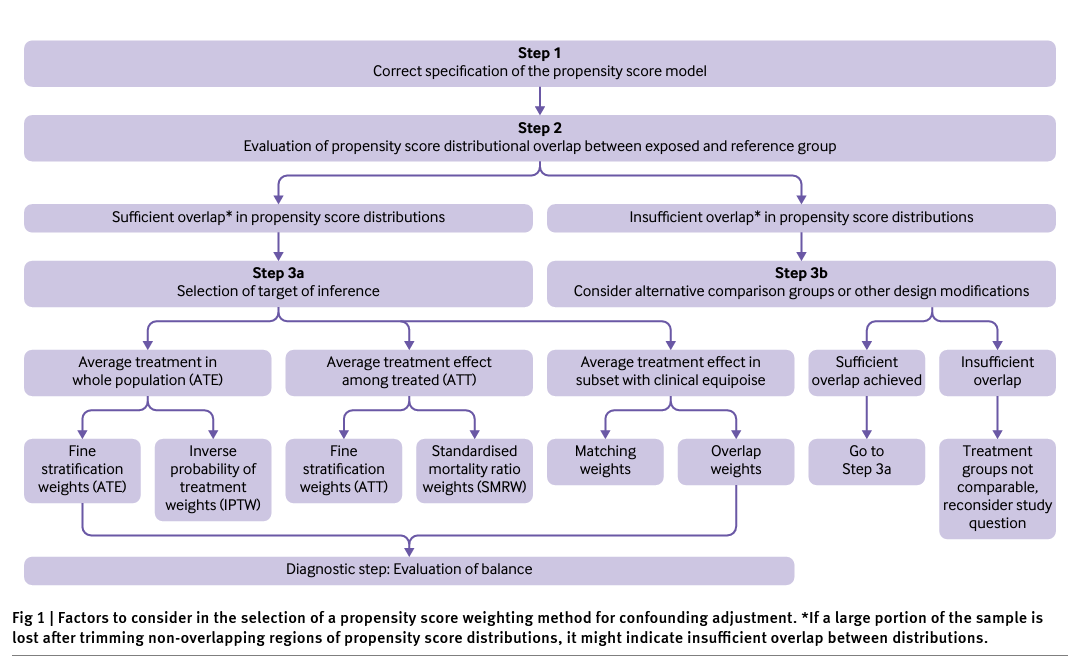 Step 1
Correct specification of the propensity score model
Step 2
Evaluation of propensity score distributional overlap between exposed and reference group
Sufficient overlap* in propensity score distributions
Insufficient overlap* in propensity score distributions
Step 3a
Selection of target of inference
Step 3b
Consider alternative comparison groups or other design modifications
Average treatment in
whole population (ATE)
Average treatment effect
among treated (ATT)
Average treatment effect in
subset with clinical equipoise
Sufficient
overlap achieved
Insufficient
overlap
Fine
stratification
weights (ATE)
Inverse
probability of
treatment
weights (IPTW)
Fine
stratification
weights (ATT)
Standardised
mortality ratio
weights (SMRW)
Matching
weights
Overlap
weights
Go to
Step 3a
Treatment
groups not
comparable,
reconsider study
question
Diagnostic step: Evaluation of balance
Fig 1 | Factors to consider in the selection of a propensity score weighting method for confounding adjustment. *If a large portion of the sample is
lost after trimming non-overlapping regions of propensity score distributions, it might indicate insufficient overlap between distributions.